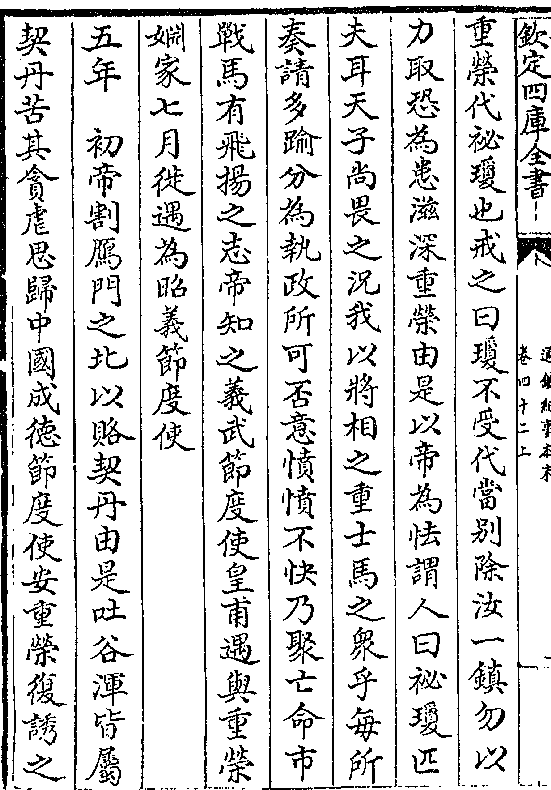 欽定四庫全書
通鑑紀事本末
卷四十二上
重榮代祕瓊也戒之曰瓊不受代當别除汝一鎮勿以
力取恐為患滋深重榮由是以帝為怯謂人曰祕瓊匹
夫耳天子尚畏之況我以將相之重士馬之衆乎每所
奏請多踰分為執政所可否意憤憤不快乃聚亡命市
戰馬有飛揚之志帝知之義武節度使皇甫遇與重榮
姻家七月徙遇為昭義節度使
五年　初帝割鴈門之北以賂契丹由是吐谷渾皆屬
契丹苦其貪虐思歸中國成德節度使安重榮復誘之